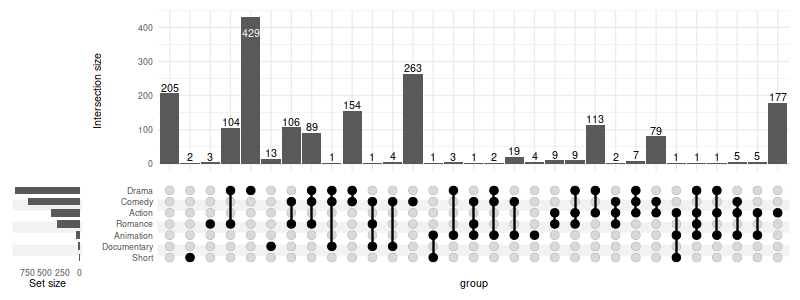 Intersection size
400
300
200
100
0
205 2 3 104 429 13 106 89 1 154 1 4 263 1 3 1 2 19 4 9 9 113 2 7 79 1 1 1 5 5 177
Drama
Comedy
Action
Romance
Animation
Documentary
Short
750 500 250 0
Set size
group